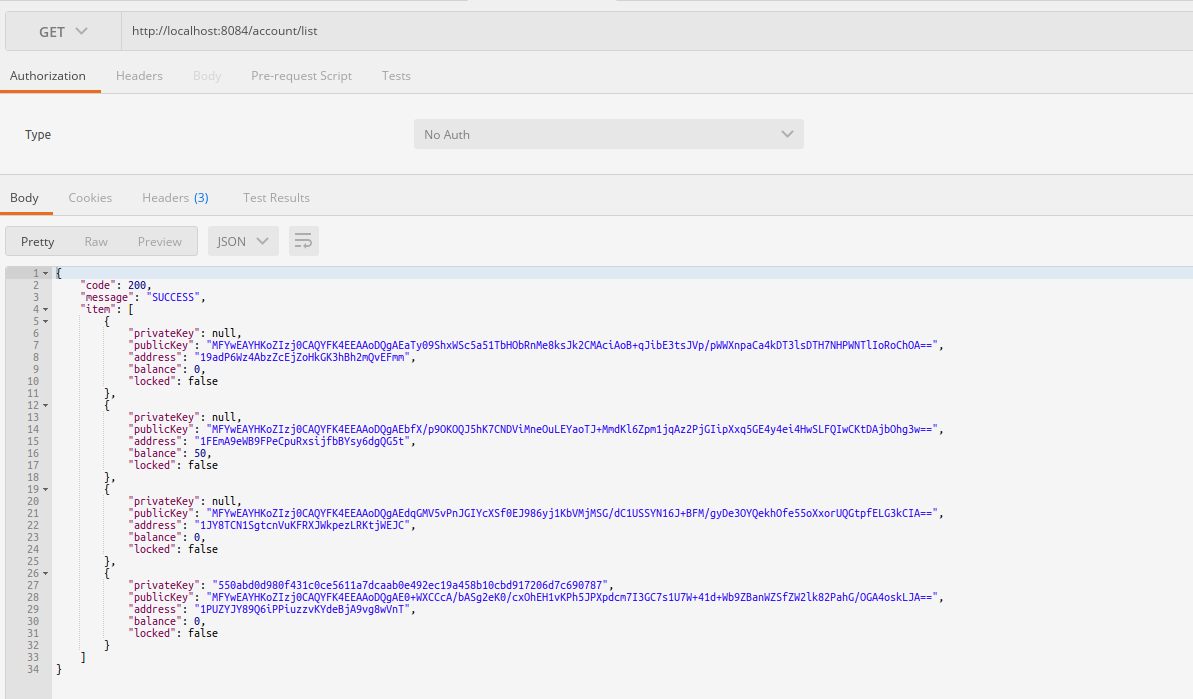 GET http://localhost:8084/account/list
Authorization Headers Body Pre-request Script Tests
Type No Auth
Body Cookies Headers (3) Test Results
Pretty Raw Preview JSON
1 {
2 "code": 200,
3 "message": "SUCCESS",
4 "item": [
5 {
6 "privateKey": null,
7 "publicKey": "MFYwEAYHKoZIzj0CAQYFK4EEAAoDQgAEaTy09ShxWSc5a51TbHObRnMe8ksJk2CMAciAoB+qJibE3tsJVp/pWWXnpaCa4kDT3lsDTH7NHPWNTlIoRoChOA==",
8 "address": "19adP6Wz4AbzZcEjZoHkGK3hBh2mQvEFmm",
9 "balance": 0,
10 "locked": false
11 },
12 {
13 "privateKey": null,
14 "publicKey": "MFYwEAYHKoZIzj0CAQYFK4EEAAoDQgAEbfX/p9OKOQJ5hK7CNDViMneOuLEYaoTJ+MmdKl6Zpm1jqAz2PjGIipXxq5GE4y4ei4HwSLFQIwCKtDAjbOhg3w==",
15 "address": "1FEmA9eWB9FPeCpuRxsijfbBYsy6dgQG5t",
16 "balance": 50,
17 "locked": false
18 },
19 {
20 "privateKey": null,
21 "publicKey": "MFYwEAYHKoZIzj0CAQYFK4EEAAoDQgAEdqGMV5vPnJGIYcXSf0EJ986yj1KbVMjMSG/dC1USSYN16J+BFM/gyDe3OYQekhOfe55oXxorUQGtpfELG3kCIA==",
22 "address": "1JY8TCN1SgtcnVuKFRXJWkpezLRKtjWEJC",
23 "balance": 0,
24 "locked": false
25 },
26 {
27 "privateKey": "550abd0d980f431c0ce5611a7dcaab0e492ec19a458b10cbd917206d7c690787",
28 "publicKey": "MFYwEAYHKoZIzj0CAQYFK4EEAAoDQgAE0+WXCCcA/bASg2eK0/cxOhEH1vKPh5JPXpdcm7I3GC7s1U7W+41d+Wb9ZBanWZSfZW2lk82PahG/OGA4oskLJA==",
29 "address": "1PUZYJY89Q6iPPiuzzvKYdeBjA9vg8wVnT",
30 "balance": 0,
31 "locked": false
32 }
33 ]
34 }